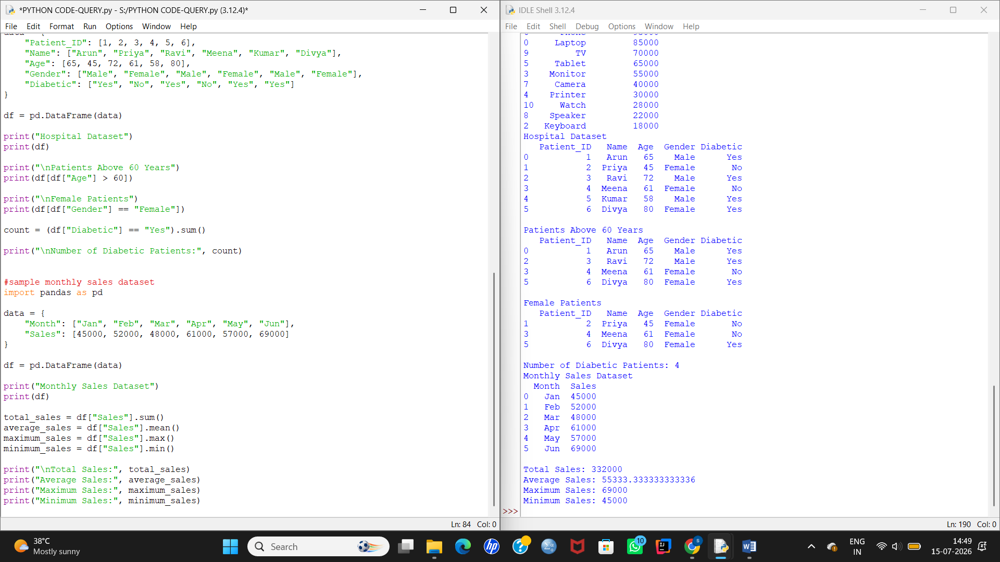 *PYTHON CODE-QUERY.py - S:/PYTHON CODE-QUERY.py (3.12.4)*
File Edit Format Run Options Window Help
"Patient_ID": [1, 2, 3, 4, 5, 6],
"Name": ["Arun", "Priya", "Ravi", "Meena", "Kumar", "Divya"],
"Age": [65, 45, 72, 61, 58, 80],
"Gender": ["Male", "Female", "Male", "Female", "Male", "Female"],
"Diabetic": ["Yes", "No", "Yes", "No", "Yes", "Yes"]
}
df = pd.DataFrame(data)
print("Hospital Dataset")
print(df)
print("\nPatients Above 60 Years")
print(df[df["Age"] > 60])
print("\nFemale Patients")
print(df[df["Gender"] == "Female"])
count = (df["Diabetic"] == "Yes").sum()
print("\nNumber of Diabetic Patients:", count)
#sample monthly sales dataset
import pandas as pd
data = {
"Month": ["Jan", "Feb", "Mar", "Apr", "May", "Jun"],
"Sales": [45000, 52000, 48000, 61000, 57000, 69000]
}
df = pd.DataFrame(data)
print("Monthly Sales Dataset")
print(df)
total_sales = df["Sales"].sum()
average_sales = df["Sales"].mean()
maximum_sales = df["Sales"].max()
minimum_sales = df["Sales"].min()
print("\nTotal Sales:", total_sales)
print("Average Sales:", average_sales)
print("Maximum Sales:", maximum_sales)
print("Minimum Sales:", minimum_sales)
Ln: 84 Col: 0
IDLE Shell 3.12.4
File Edit Shell Debug Options Window Help
0 Laptop 85000
9 TV 70000
5 Tablet 65000
3 Monitor 55000
7 Camera 40000
4 Printer 30000
10 Watch 28000
8 Speaker 22000
2 Keyboard 18000
Hospital Dataset
Patient_ID Name Age Gender Diabetic
0 1 Arun 65 Male Yes
1 2 Priya 45 Female No
2 3 Ravi 72 Male Yes
3 4 Meena 61 Female No
4 5 Kumar 58 Male Yes
5 6 Divya 80 Female Yes
Patients Above 60 Years
Patient_ID Name Age Gender Diabetic
0 1 Arun 65 Male Yes
2 3 Ravi 72 Male Yes
3 4 Meena 61 Female No
5 6 Divya 80 Female Yes
Female Patients
Patient_ID Name Age Gender Diabetic
1 2 Priya 45 Female No
3 4 Meena 61 Female No
5 6 Divya 80 Female Yes
Number of Diabetic Patients: 4
Monthly Sales Dataset
Month Sales
0 Jan 45000
1 Feb 52000
2 Mar 48000
3 Apr 61000
4 May 57000
5 Jun 69000
Total Sales: 332000
Average Sales: 55333.333333333336
Maximum Sales: 69000
Minimum Sales: 45000
>>>
Ln: 190 Col: 0
38°C
Mostly sunny
Search
hp
10
ENG
IN
14:49
15-07-2026